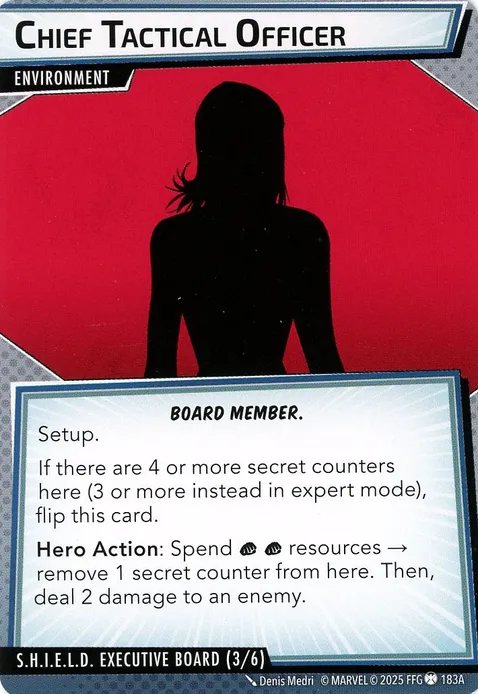 CHIEF TACTICAL OFFICER
ENVIRONMENT
BOARD MEMBER.
Setup.
If there are 4 or more secret counters
here (3 or more instead in expert mode),
flip this card.
Hero Action: Spend resources →
remove 1 secret counter from here. Then,
deal 2 damage to an enemy.
S.H.I.E.L.D. EXECUTIVE BOARD (3/6)
Denis Medri © MARVEL © 2025 FFG 183A